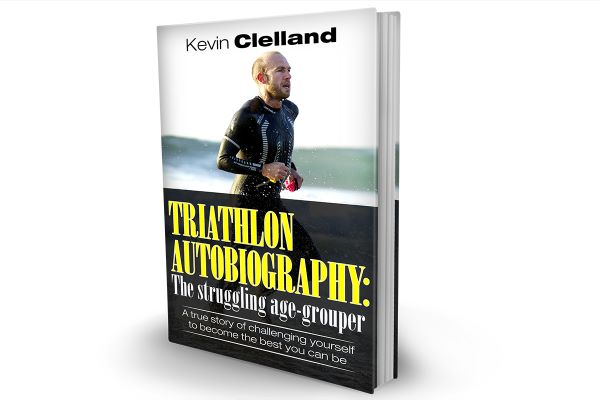 Kevin Clelland
TRIATHLON
AUTOBIOGRAPHY:
The struggling age-grouper
A true story of challenging yourself
to become the best you can be